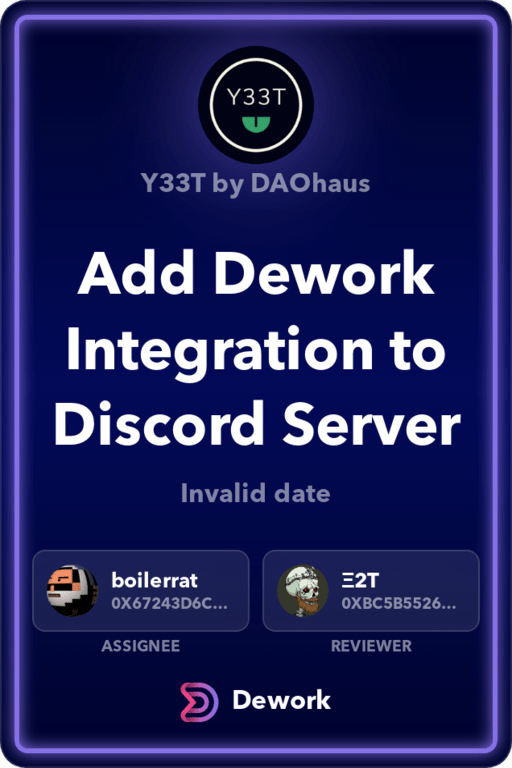 Y33T
Y33T by DAOhaus
Add Dework
Integration to
Discord Server
Invalid date
boilerrat
0X67243D6C...
Ξ2T
0XBC5B5526...
ASSIGNEE
REVIEWER
Dework